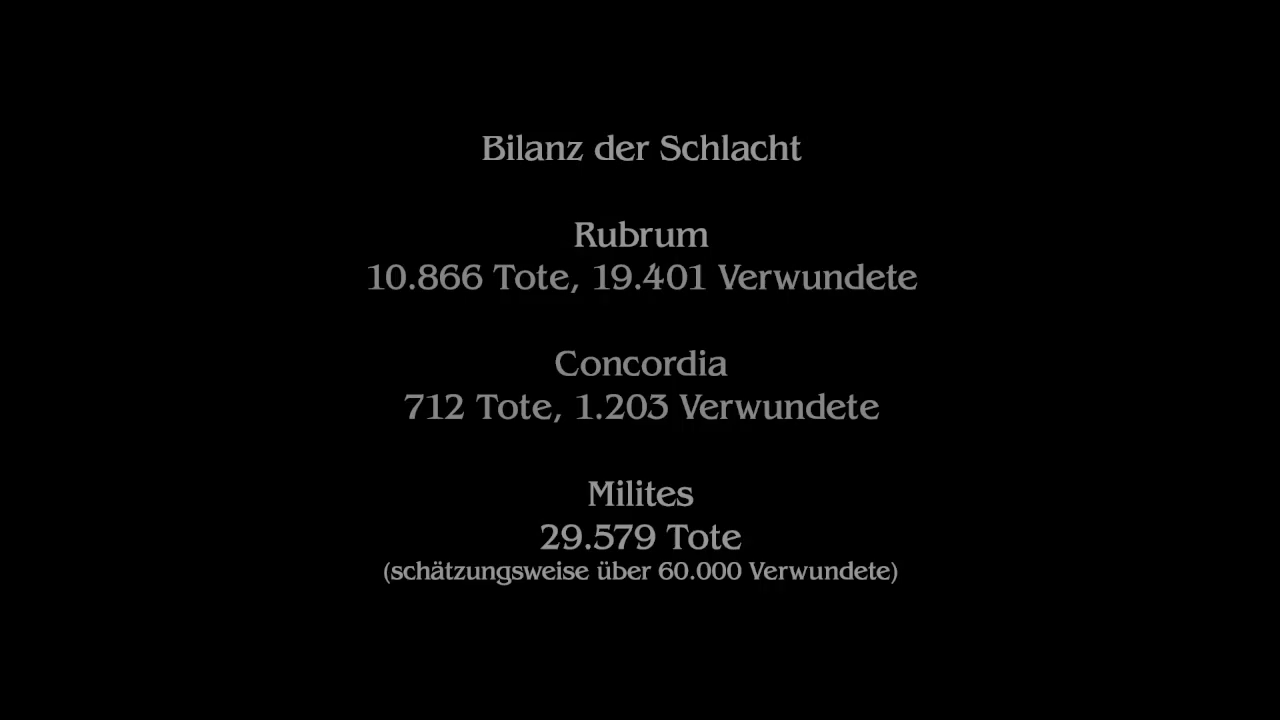 Bilanz der Schlacht
Rubrum
10.866 Tote, 19.401 Verwundete
Concordia
712 Tote, 1.203 Verwundete
Milites
29.579 Tote
(schätzungsweise über 60.000 Verwundete)